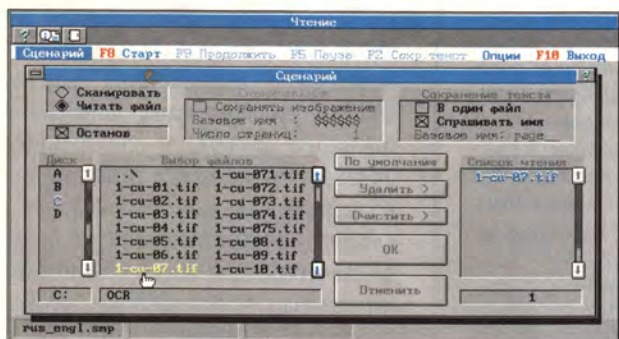 Чтение
Сценарий F8 Старт F9 Продолжить F5 Пауза F2 Сохр.текст Опции F10 Выход
Сценарий
Сканировать
Читать файл
Останов
Сохранять изображение
Базовое имя : $$$$$$
Число страниц: 1
Сохранение текста
В один файл
Спрашивать имя
Базовое имя: page_
Диск
A
B
C
D
Выбор файлов
..\ 1-cu-071.tif
1-cu-01.tif 1-cu-072.tif
1-cu-02.tif 1-cu-073.tif
1-cu-03.tif 1-cu-074.tif
1-cu-04.tif 1-cu-075.tif
1-cu-05.tif 1-cu-08.tif
1-cu-06.tif 1-cu-09.tif
1-cu-07.tif 1-cu-10.tif
По умолчанию
Удалить >
Очистить >
OK
Отменить
Список чтения
1-cu-07.tif
C: OCR
1
rus_engl.smp